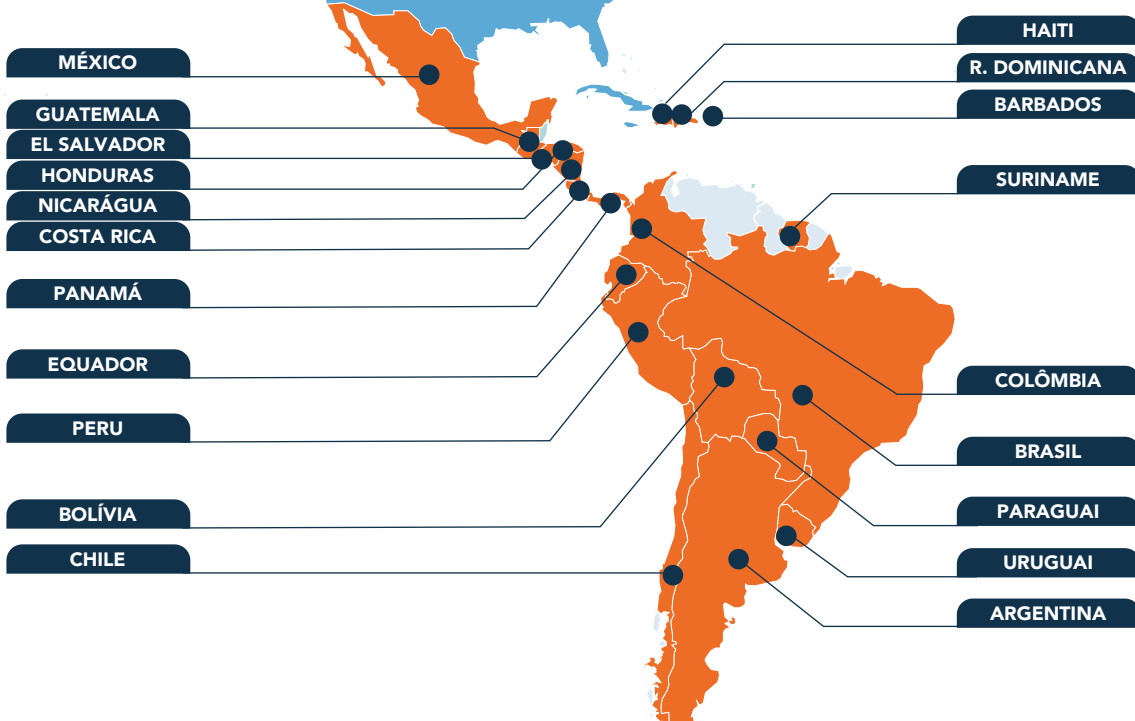 MÉXICO
GUATEMALA
EL SALVADOR
HONDURAS
NICARÁGUA
COSTA RICA
PANAMÁ
EQUADOR
PERU
BOLÍVIA
CHILE
HAITI
R. DOMINICANA
BARBADOS
SURINAME
COLÔMBIA
BRASIL
PARAGUAI
URUGUAI
ARGENTINA